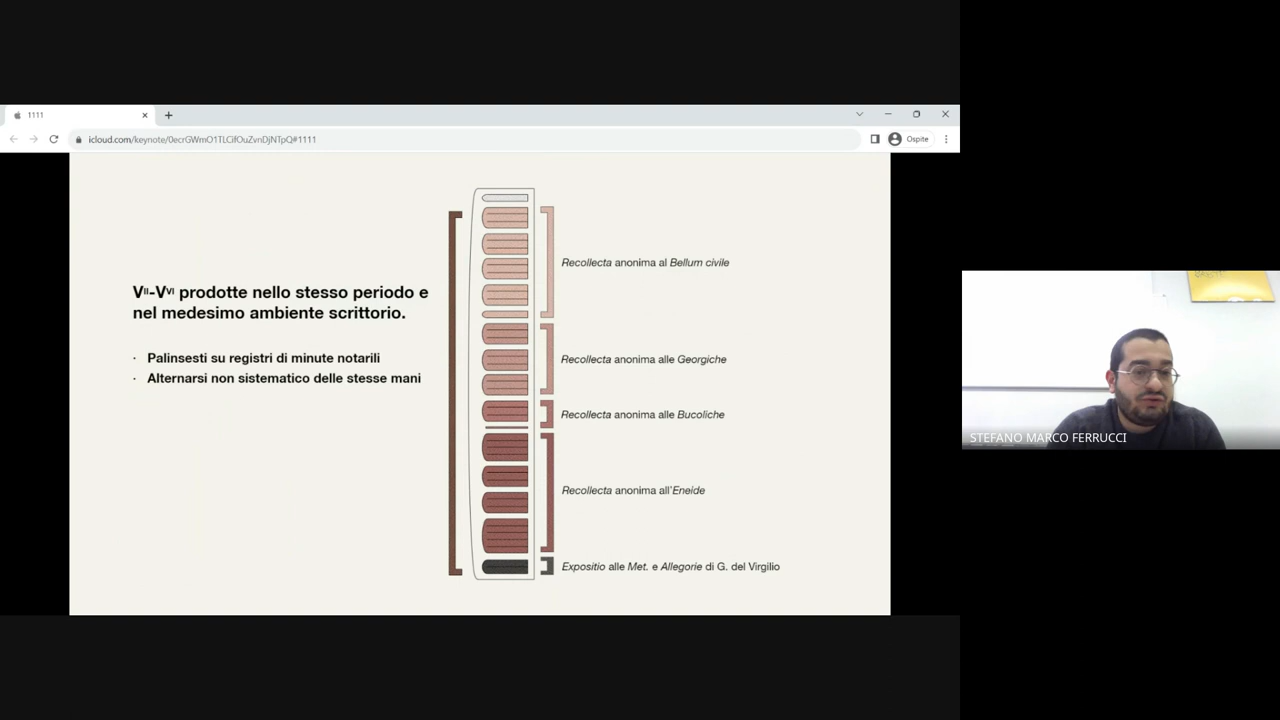 1111
icloud.com/keynote/0ecrGWmO1TLCifOuZvnDjNTpQ#1111
Ospite
Recollecta anonima al Bellum civile
Vᴵᴵ-Vⱽᴵ prodotte nello stesso periodo e
nel medesimo ambiente scrittorio.
· Palinsesti su registri di minute notarili
· Alternarsi non sistematico delle stesse mani
Recollecta anonima alle Georgiche
Recollecta anonima alle Bucoliche
Recollecta anonima all'Eneide
Expositio alle Met. e Allegorie di G. del Virgilio
STEFANO MARCO FERRUCCI